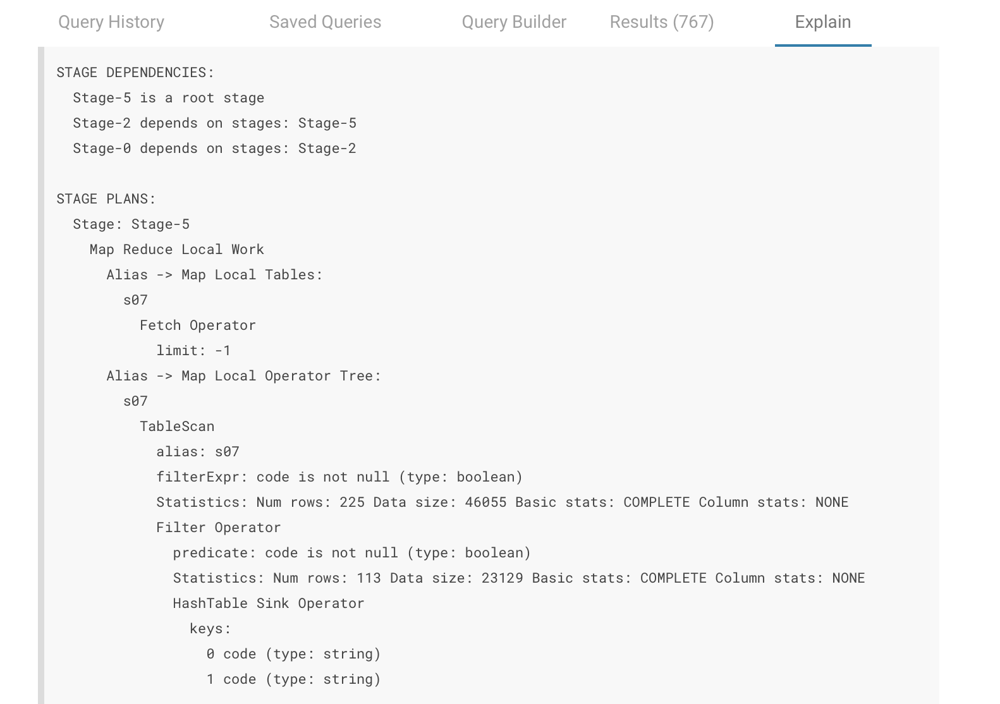 Query History Saved Queries Query Builder Results (767) Explain
STAGE DEPENDENCIES:
Stage-5 is a root stage
Stage-2 depends on stages: Stage-5
Stage-0 depends on stages: Stage-2
STAGE PLANS:
Stage: Stage-5
Map Reduce Local Work
Alias -> Map Local Tables:
s07
Fetch Operator
limit: -1
Alias -> Map Local Operator Tree:
s07
TableScan
alias: s07
filterExpr: code is not null (type: boolean)
Statistics: Num rows: 225 Data size: 46055 Basic stats: COMPLETE Column stats: NONE
Filter Operator
predicate: code is not null (type: boolean)
Statistics: Num rows: 113 Data size: 23129 Basic stats: COMPLETE Column stats: NONE
HashTable Sink Operator
keys:
0 code (type: string)
1 code (type: string)